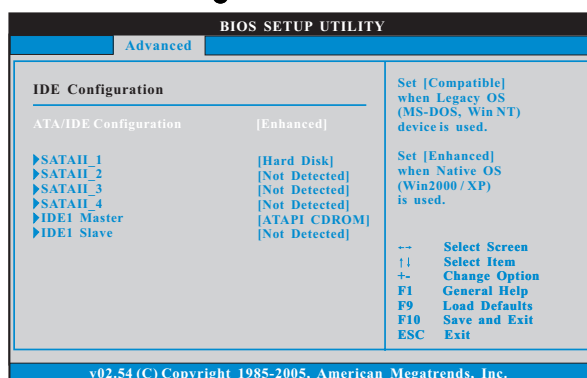 BIOS SETUP UTILITY
Advanced
IDE Configuration
ATA/IDE Configuration [Enhanced]
SATAII_1 [Hard Disk]
SATAII_2 [Not Detected]
SATAII_3 [Not Detected]
SATAII_4 [Not Detected]
IDE1 Master [ATAPI CDROM]
IDE1 Slave [Not Detected]
Set [Compatible]
when Legacy OS
(MS-DOS, Win NT)
device is used.
Set [Enhanced]
when Native OS
(Win2000 / XP)
is used.
←→ Select Screen
↑↓ Select Item
+- Change Option
F1 General Help
F9 Load Defaults
F10 Save and Exit
ESC Exit
v02.54 (C) Copyright 1985-2005, American Megatrends, Inc.